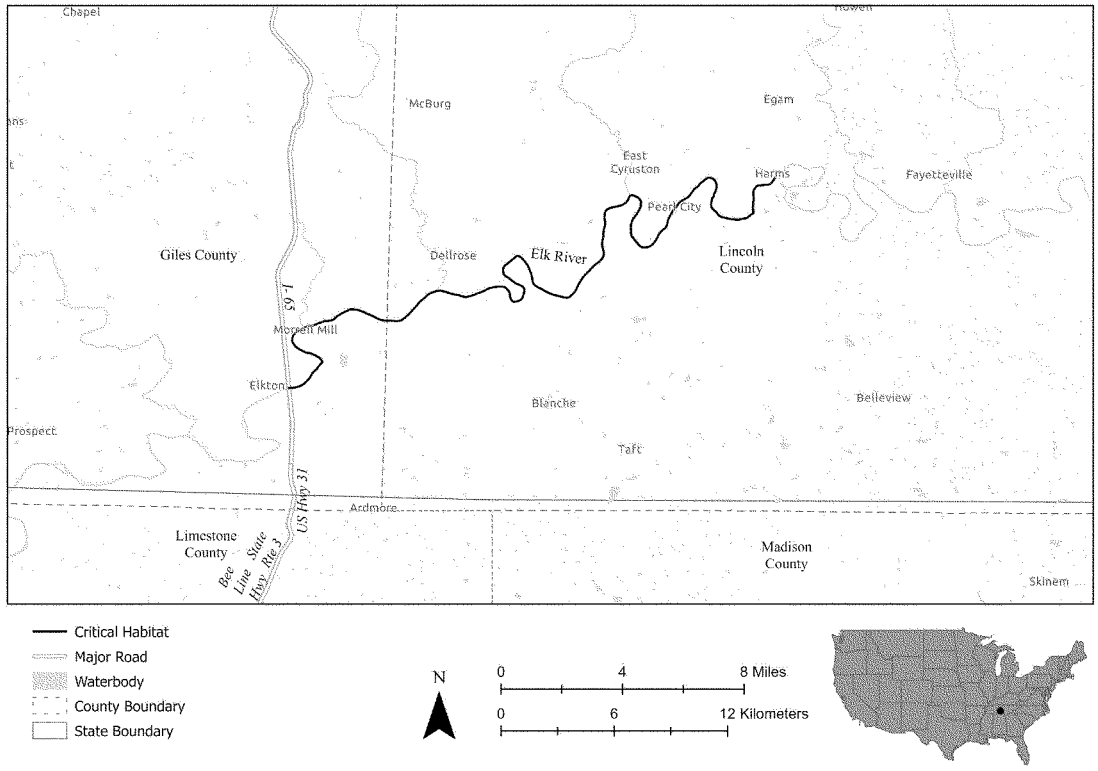 Chapel
McBurg
Egam
East
Cyruston
Harms
Fayetteville
Pearl City
Giles County
Dellrose
Elk River
Lincoln
County
I- 65
Morrell Mill
Elkton
Blanche
Belleview
Prospect
Taft
US Hwy 31
Ardmore
Limestone
County
Bee
Line State
Hwy Rte 3
Madison
County
Skinem
Critical Habitat
Major Road
Waterbody
County Boundary
State Boundary
N
0 4 8 Miles
0 6 12 Kilometers